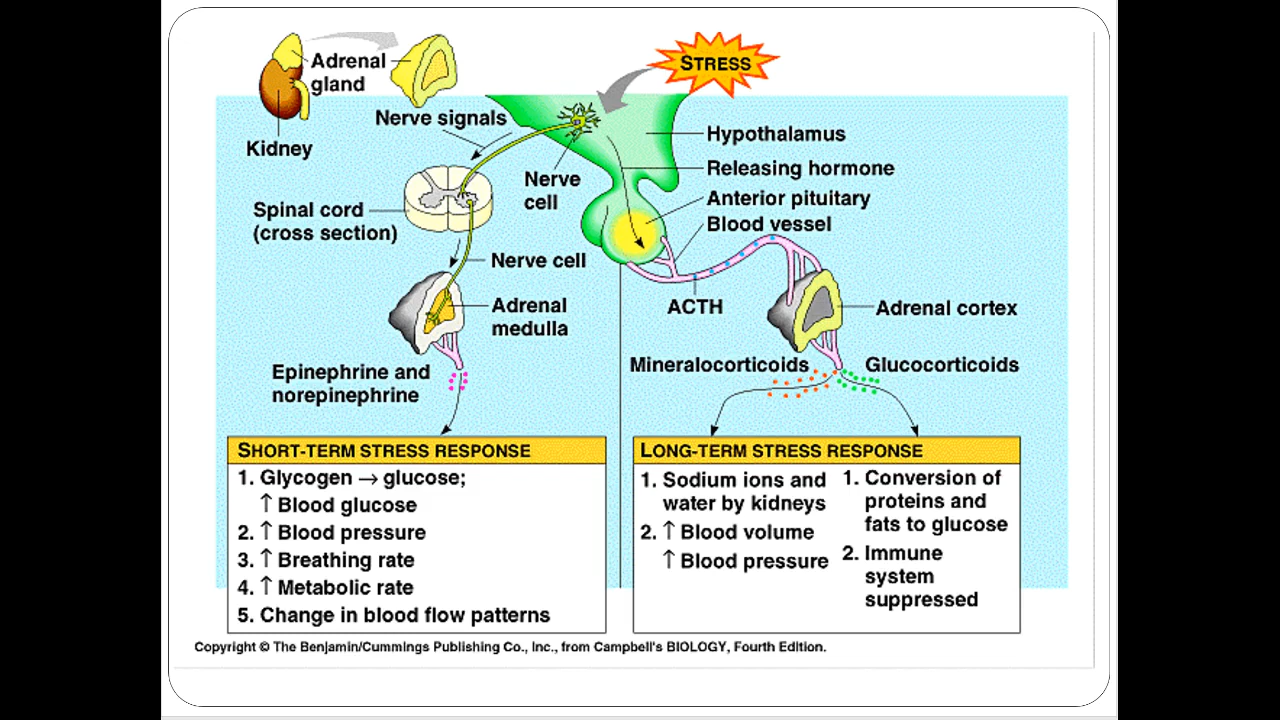 Adrenal
gland
Kidney
STRESS
Nerve signals
Hypothalamus
Releasing hormone
Nerve
cell
Anterior pituitary
Spinal cord
(cross section)
Blood vessel
Nerve cell
ACTH
Adrenal
medulla
Adrenal cortex
Epinephrine and
norepinephrine
Mineralocorticoids
Glucocorticoids
SHORT-TERM STRESS RESPONSE
1. Glycogen → glucose;
↑ Blood glucose
2. ↑ Blood pressure
3. ↑ Breathing rate
4. ↑ Metabolic rate
5. Change in blood flow patterns
LONG-TERM STRESS RESPONSE
1. Sodium ions and
water by kidneys
2. ↑ Blood volume
↑ Blood pressure
1. Conversion of
proteins and
fats to glucose
2. Immune
system
suppressed
Copyright © The Benjamin/Cummings Publishing Co., Inc., from Campbell's BIOLOGY, Fourth Edition.